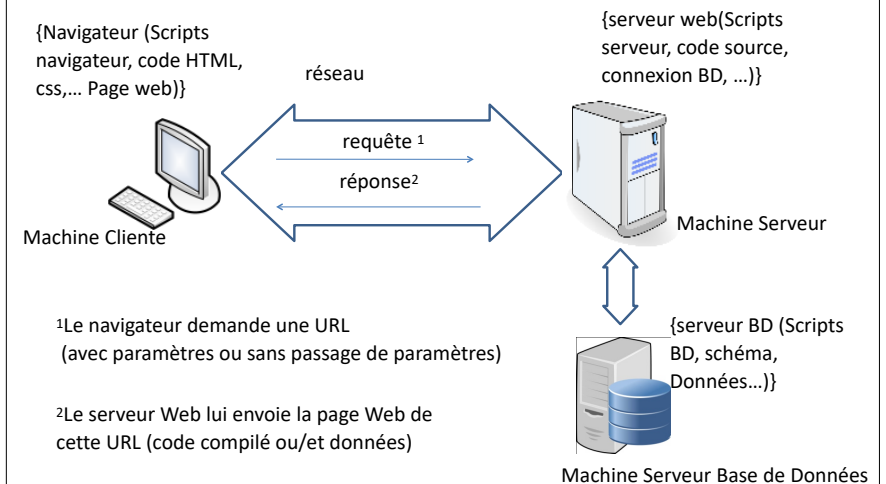 {Navigateur (Scripts
navigateur, code HTML,
css,... Page web)}
réseau
{serveur web(Scripts
serveur, code source,
connexion BD, ...)}
requête 1
réponse2
Machine Cliente
Machine Serveur
1Le navigateur demande une URL
(avec paramètres ou sans passage de paramètres)
2Le serveur Web lui envoie la page Web de
cette URL (code compilé ou/et données)
{serveur BD (Scripts
BD, schéma,
Données...)}
Machine Serveur Base de Données